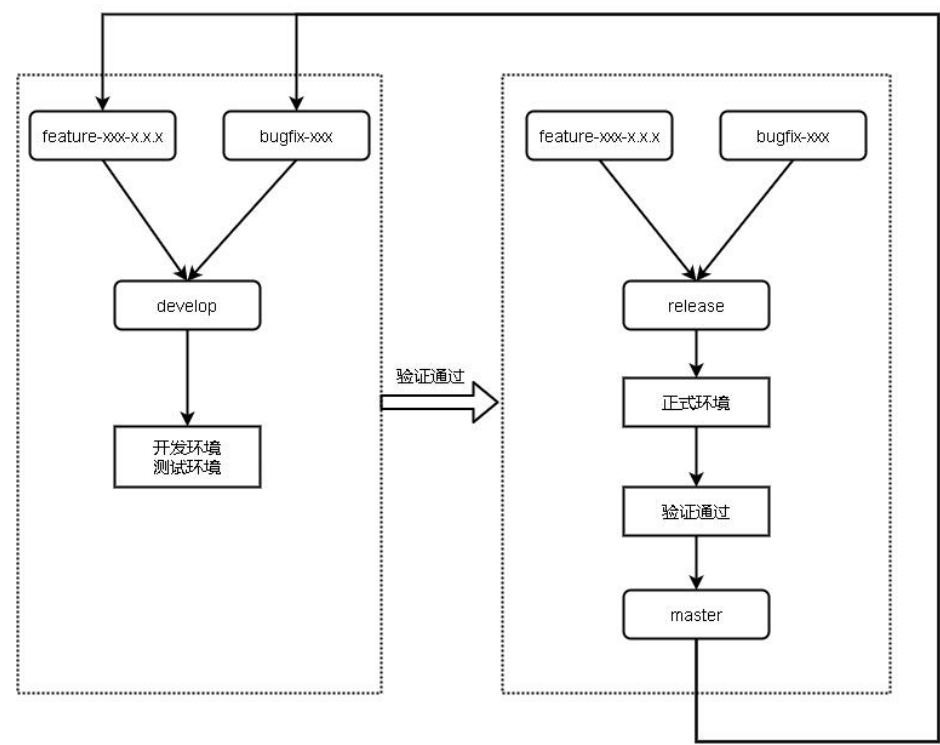 feature-xxx-x.x.x
bugfix-xxx
develop
开发环境
测试环境
验证通过
feature-xxx-x.x.x
bugfix-xxx
release
正式环境
验证通过
master